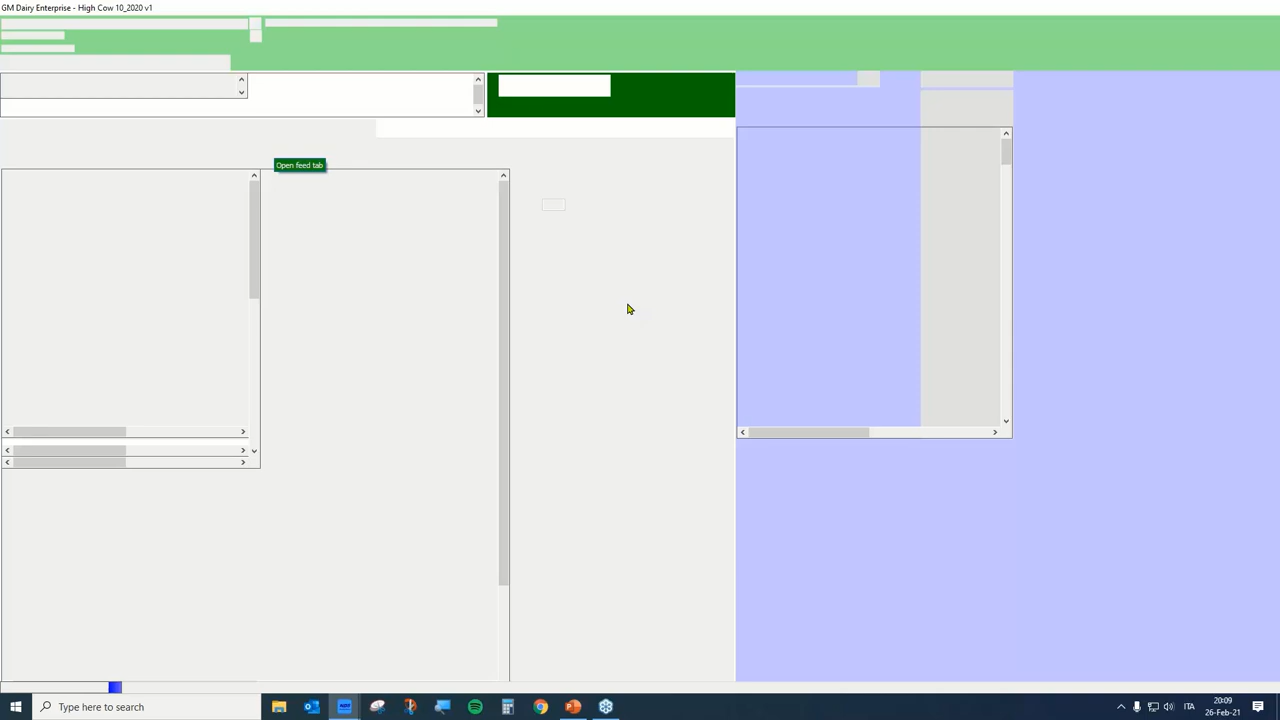 GM Dairy Enterprise - High Cow 10_2020 v1
Open feed tab
Type here to search
ITA
20:09
26-Feb-21